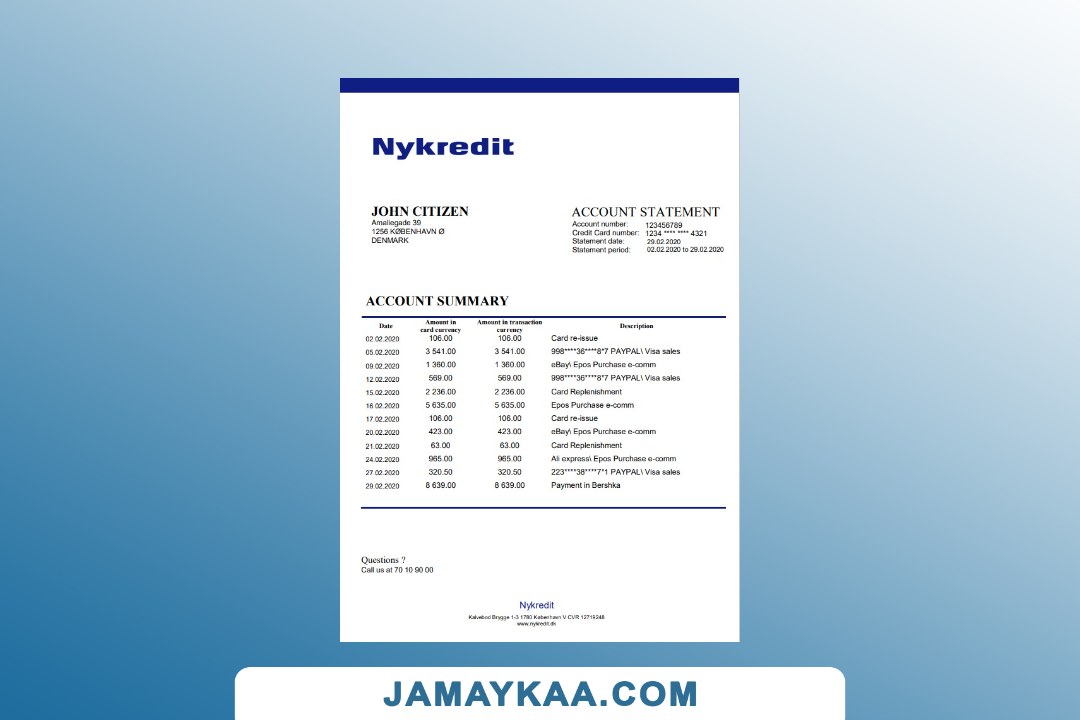 Nykredit
JOHN CITIZEN
Amaliegade 39
1256 KØBENHAVN Ø
DENMARK
ACCOUNT STATEMENT
Account number: 123456789
Credit Card number: 1234 **** **** 4321
Statement date: 29.02.2020
Statement period: 02.02.2020 to 29.02.2020
ACCOUNT SUMMARY
Date Amount in card currency Amount in transaction currency Description
02.02.2020 106.00 106.00 Card re-issue
05.02.2020 3 541.00 3 541.00 998****36****8*7 PAYPAL\ Visa sales
09.02.2020 1 360.00 1 360.00 eBay\ Epos Purchase e-comm
12.02.2020 569.00 569.00 998****36****8*7 PAYPAL\ Visa sales
15.02.2020 2 236.00 2 236.00 Card Replenishment
16.02.2020 5 635.00 5 635.00 Epos Purchase e-comm
17.02.2020 106.00 106.00 Card re-issue
20.02.2020 423.00 423.00 eBay\ Epos Purchase e-comm
21.02.2020 63.00 63.00 Card Replenishment
24.02.2020 965.00 965.00 Ali express\ Epos Purchase e-comm
27.02.2020 320.50 320.50 223****38****7*1 PAYPAL\ Visa sales
29.02.2020 8 639.00 8 639.00 Payment in Bershka
Questions ?
Call us at 70 10 90 00
Nykredit
Kalvebod Brygge 1-3 1780 København V CVR 12719248
www.nykredit.dk
JAMAYKAA.COM